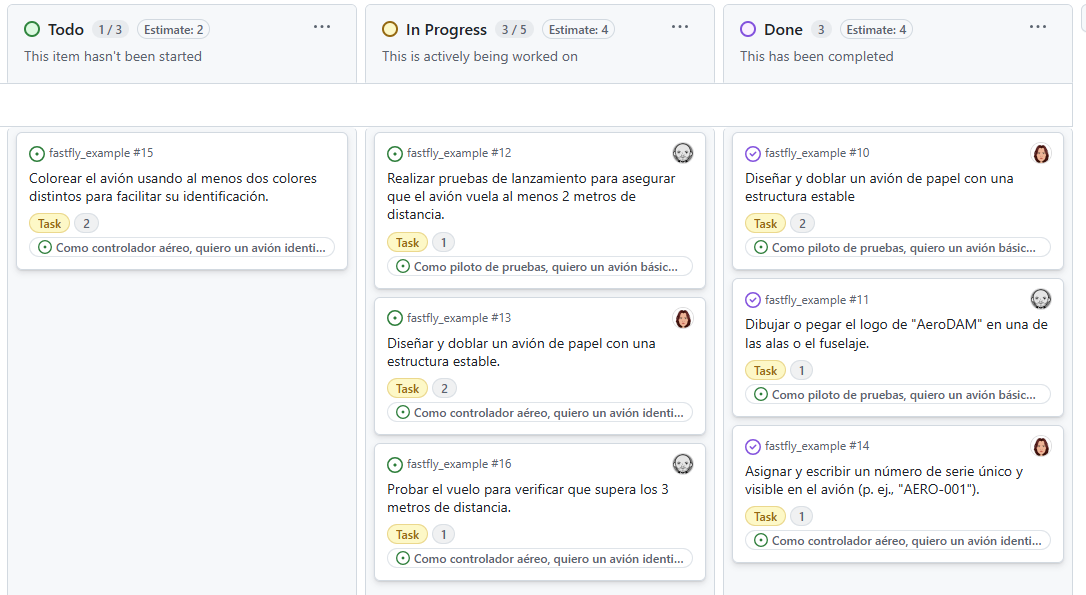 Todo 1 / 3 Estimate: 2 ...
This item hasn't been started
fastfly_example #15
Colorear el avión usando al menos dos colores
distintos para facilitar su identificación.
Task 2
Como controlador aéreo, quiero un avión identi...
In Progress 3 / 5 Estimate: 4 ...
This is actively being worked on
fastfly_example #12
Realizar pruebas de lanzamiento para asegurar
que el avión vuela al menos 2 metros de
distancia.
Task 1
Como piloto de pruebas, quiero un avión básic...
fastfly_example #13
Diseñar y doblar un avión de papel con una
estructura estable.
Task 2
Como controlador aéreo, quiero un avión identi...
fastfly_example #16
Probar el vuelo para verificar que supera los 3
metros de distancia.
Task 1
Como controlador aéreo, quiero un avión identi...
Done 3 Estimate: 4 ...
This has been completed
fastfly_example #10
Diseñar y doblar un avión de papel con una
estructura estable
Task 2
Como piloto de pruebas, quiero un avión básic...
fastfly_example #11
Dibujar o pegar el logo de "AeroDAM" en una de
las alas o el fuselaje.
Task 1
Como piloto de pruebas, quiero un avión básic...
fastfly_example #14
Asignar y escribir un número de serie único y
visible en el avión (p. ej., "AERO-001").
Task 1
Como controlador aéreo, quiero un avión identi...